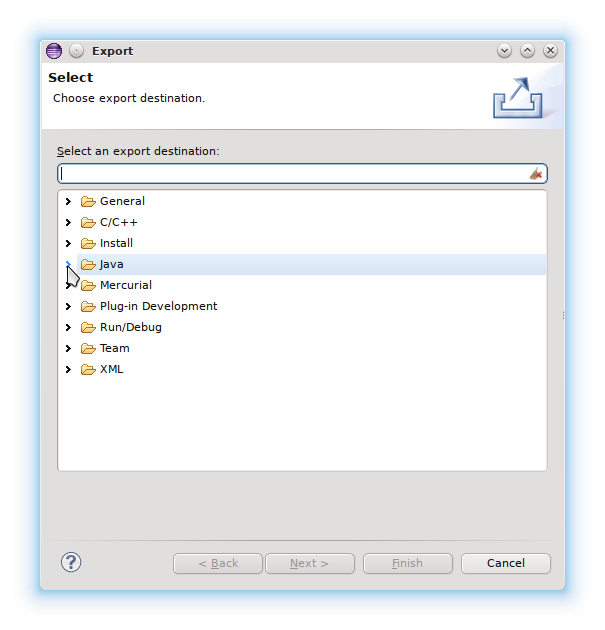 Export
Select
Choose export destination.
Select an export destination:
General
C/C++
Install
Java
Mercurial
Plug-in Development
Run/Debug
Team
XML
?
< Back
Next >
Finish
Cancel